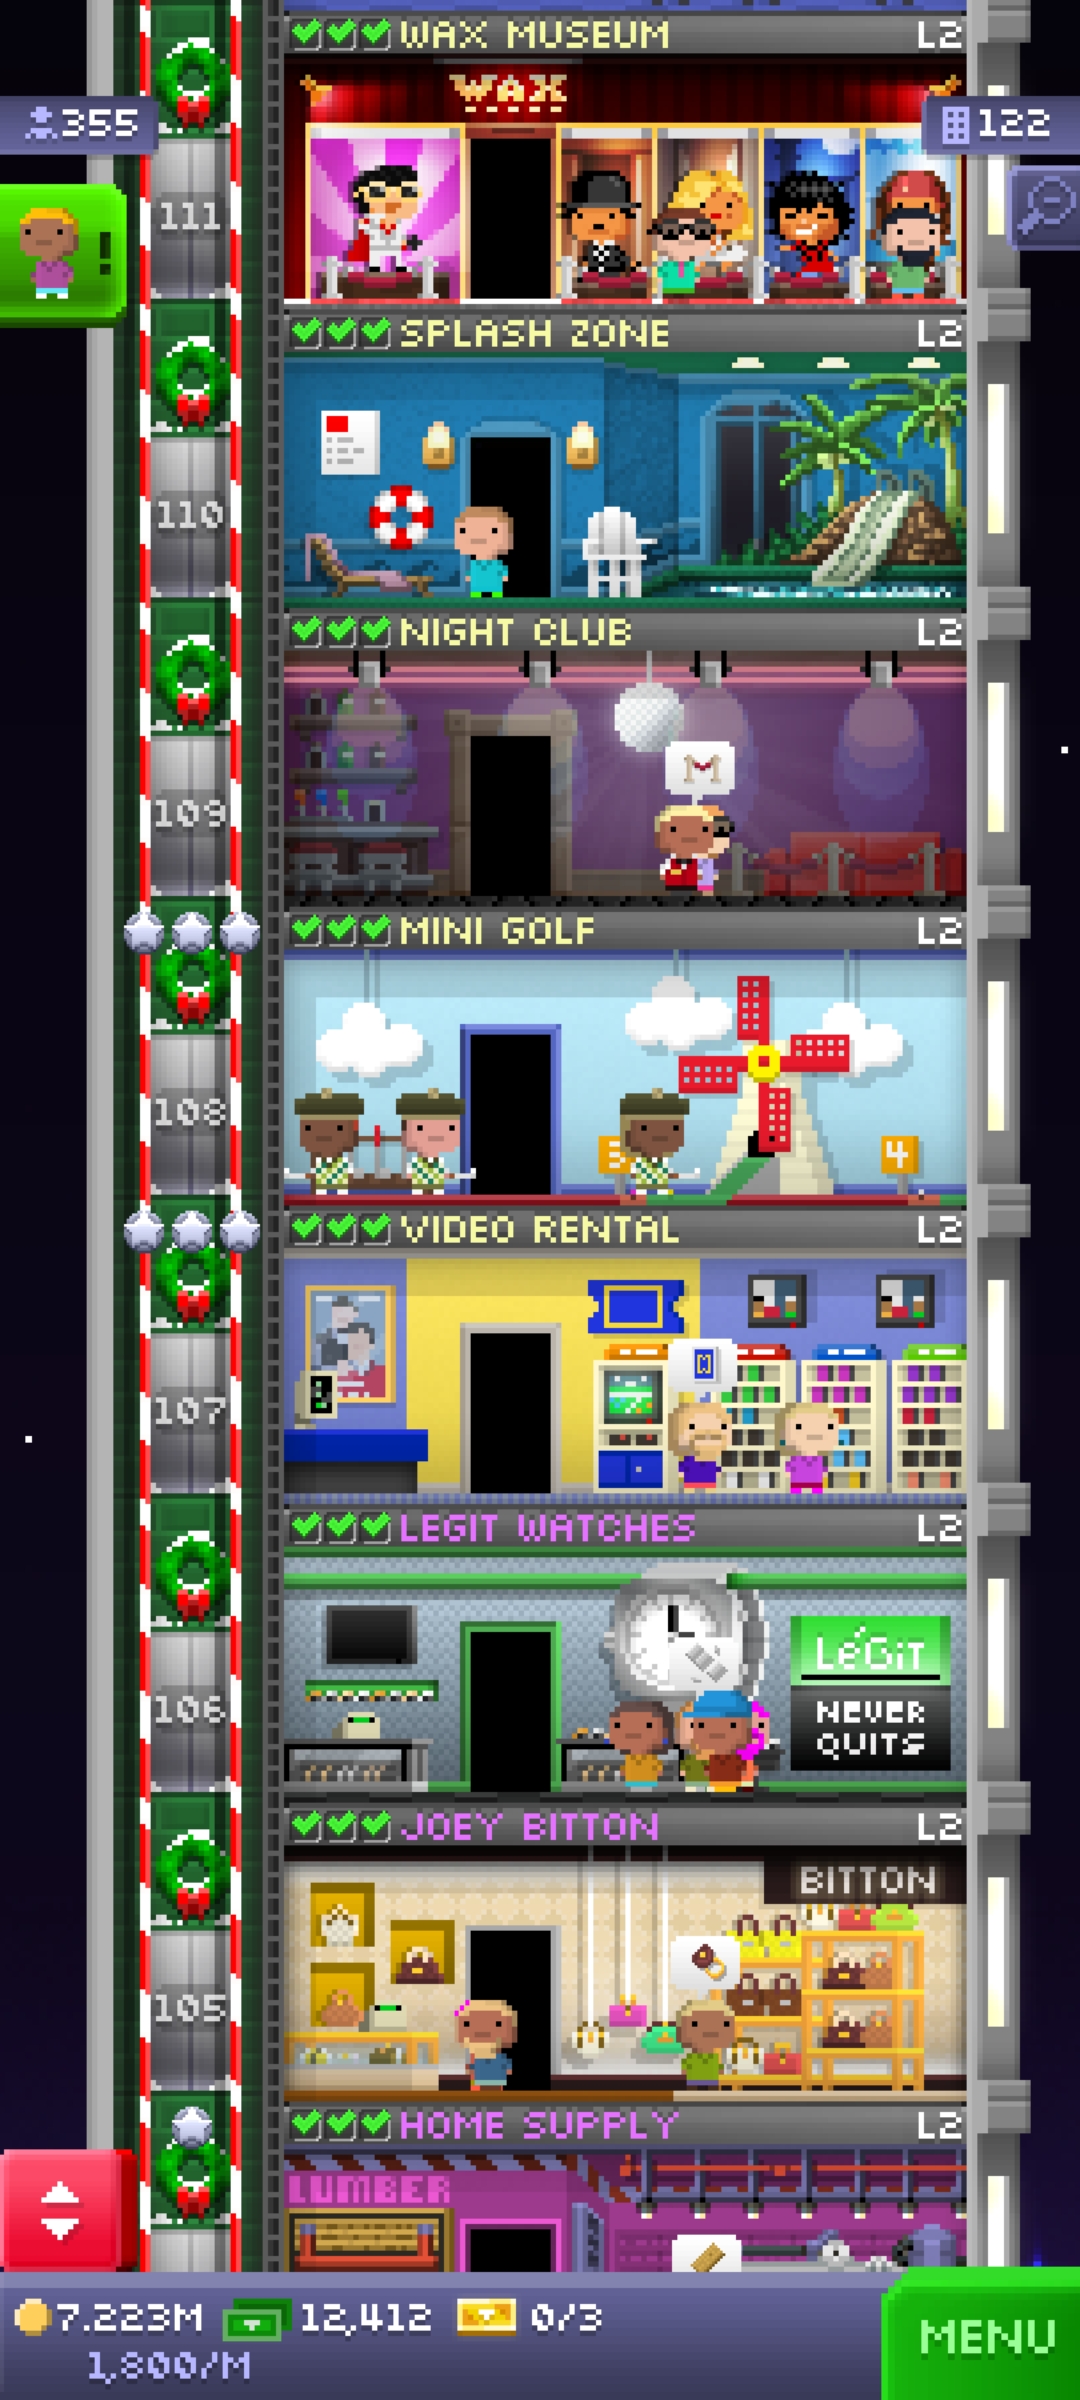 WAX MUSEUM L2
WAX
355
122
111
SPLASH ZONE L2
110
NIGHT CLUB L2
M
109
MINI GOLF L2
108
3
4
VIDEO RENTAL L2
107
LEGIT WATCHES L2
LéGiT
NEVER
QUITS
106
JOEY BITTON L2
BITTON
105
HOME SUPPLY L2
LUMBER
7.223M 12,412 0/3
1,800/M
MENU